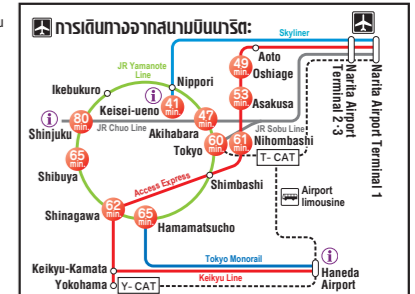 น
การเดินทางจากสนามบินนาริตะ
Skyliner
JR Yamanote
Line
Nippori
Aoto
49
min.
Oshiage
Ikebukuro
Keisei-ueno
41
min.
53
min.
Asakusa
80
min.
JR Chuo Line
47
min.
Shinjuku
Akihabara
JR Sobu Line
Tokyo
60
min.
61
min.
Nihombashi
65
min.
T- CAT
Shibuya
Access Express
Shimbashi
Airport
limousine
62
min.
65
min.
Shinagawa
Hamamatsucho
Narita Airport
Terminal 2-3
Narita Airport Terminal 1
Tokyo Monorail
Keikyu-Kamata
Keikyu Line
Haneda
Airport
Yokohama
Y- CAT